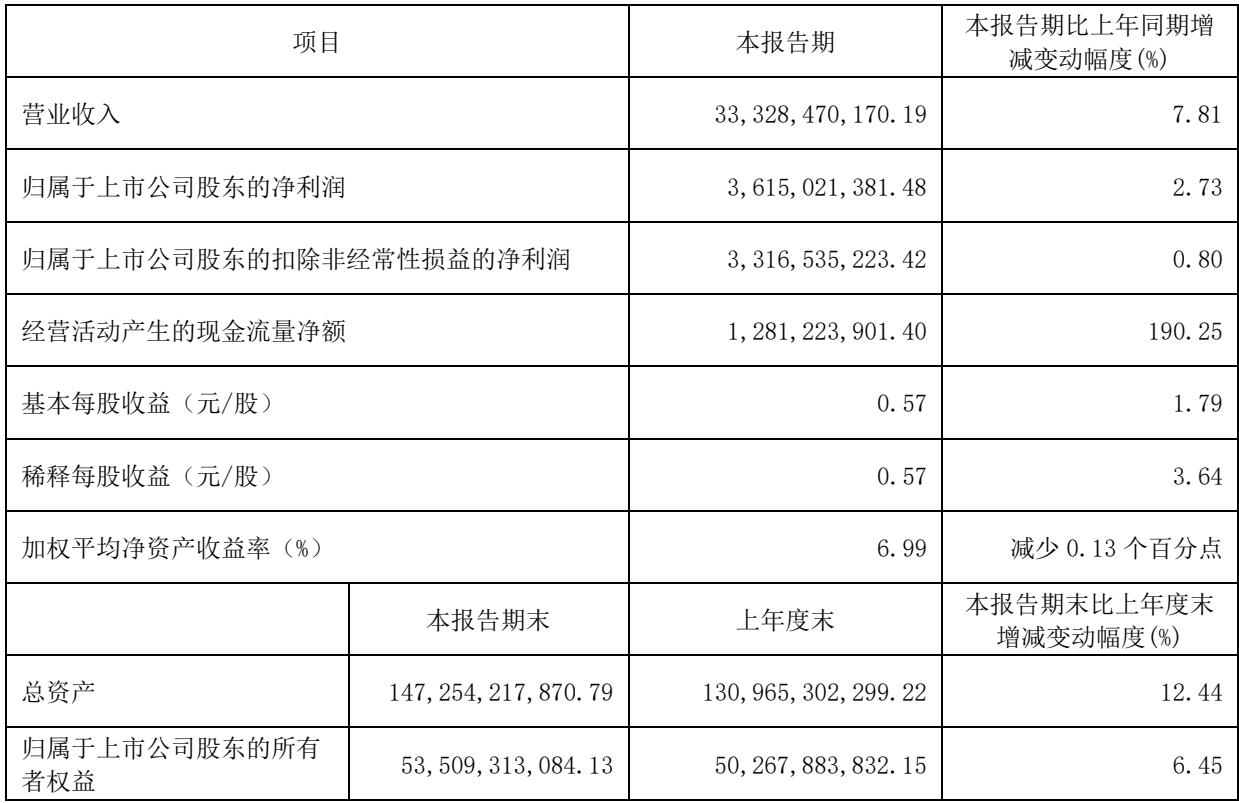 项目 本报告期 本报告期比上年同期增
减变动幅度(%)
营业收入 33,328,470,170.19 7.81
归属于上市公司股东的净利润 3,615,021,381.48 2.73
归属于上市公司股东的扣除非经常性损益的净利润 3,316,535,223.42 0.80
经营活动产生的现金流量净额 1,281,223,901.40 190.25
基本每股收益（元/股） 0.57 1.79
稀释每股收益（元/股） 0.57 3.64
加权平均净资产收益率（%） 6.99 减少 0.13 个百分点
本报告期末 上年度末 本报告期末比上年度末
增减变动幅度(%)
总资产 147,254,217,870.79 130,965,302,299.22 12.44
归属于上市公司股东的所有
者权益 53,509,313,084.13 50,267,883,832.15 6.45